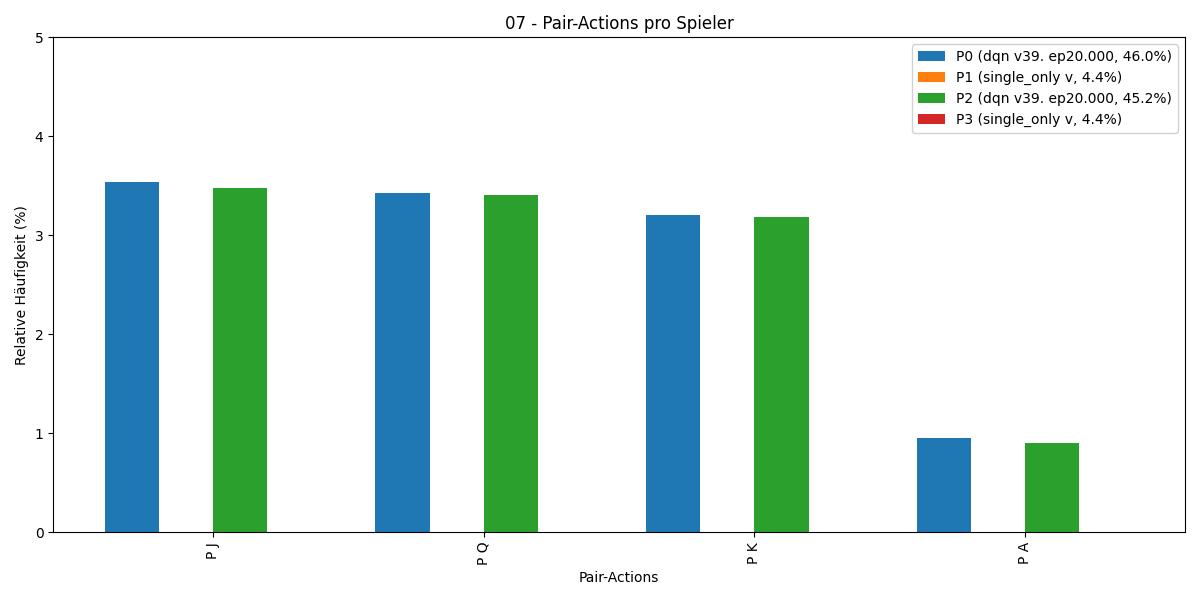 07 - Pair-Actions pro Spieler
P0 (dqn v39. ep20.000, 46.0%)
P1 (single_only v, 4.4%)
P2 (dqn v39. ep20.000, 45.2%)
P3 (single_only v, 4.4%)
Relative Häufigkeit (%)
5
4
3
2
1
0
P J
P Q
P K
P A
Pair-Actions